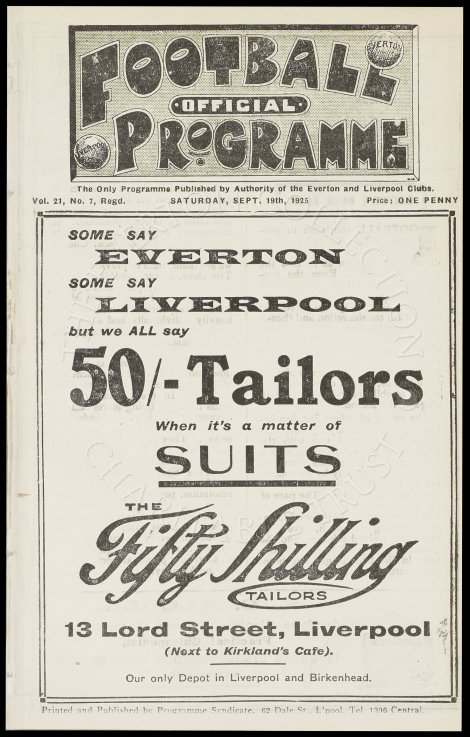 FOOTBALL
EVERTON
OFFICIAL
EVERTON
PROGRAMME
The Only Programme Published by Authority of the Everton and Liverpool Clubs.
Vol. 21, No. 7, Regd. SATURDAY, SEPT. 19th, 1925 Price; ONE PENNY
SOME SAY
EVERTON
SOME SAY
LIVERPOOL
but we ALL say
50/- Tailors
When it's a matter of
SUITS
THE
Fifty Shilling
TAILORS
13 Lord Street, Liverpool
(Next to Kirkland's Cafe).
Our only Depot in Liverpool and Birkenhead.
Printed and Published by Programme Syndicate, 62 Dale St., L'pool. Tel 1396 Central.
COLLECTION
CHARITABLE TRUST